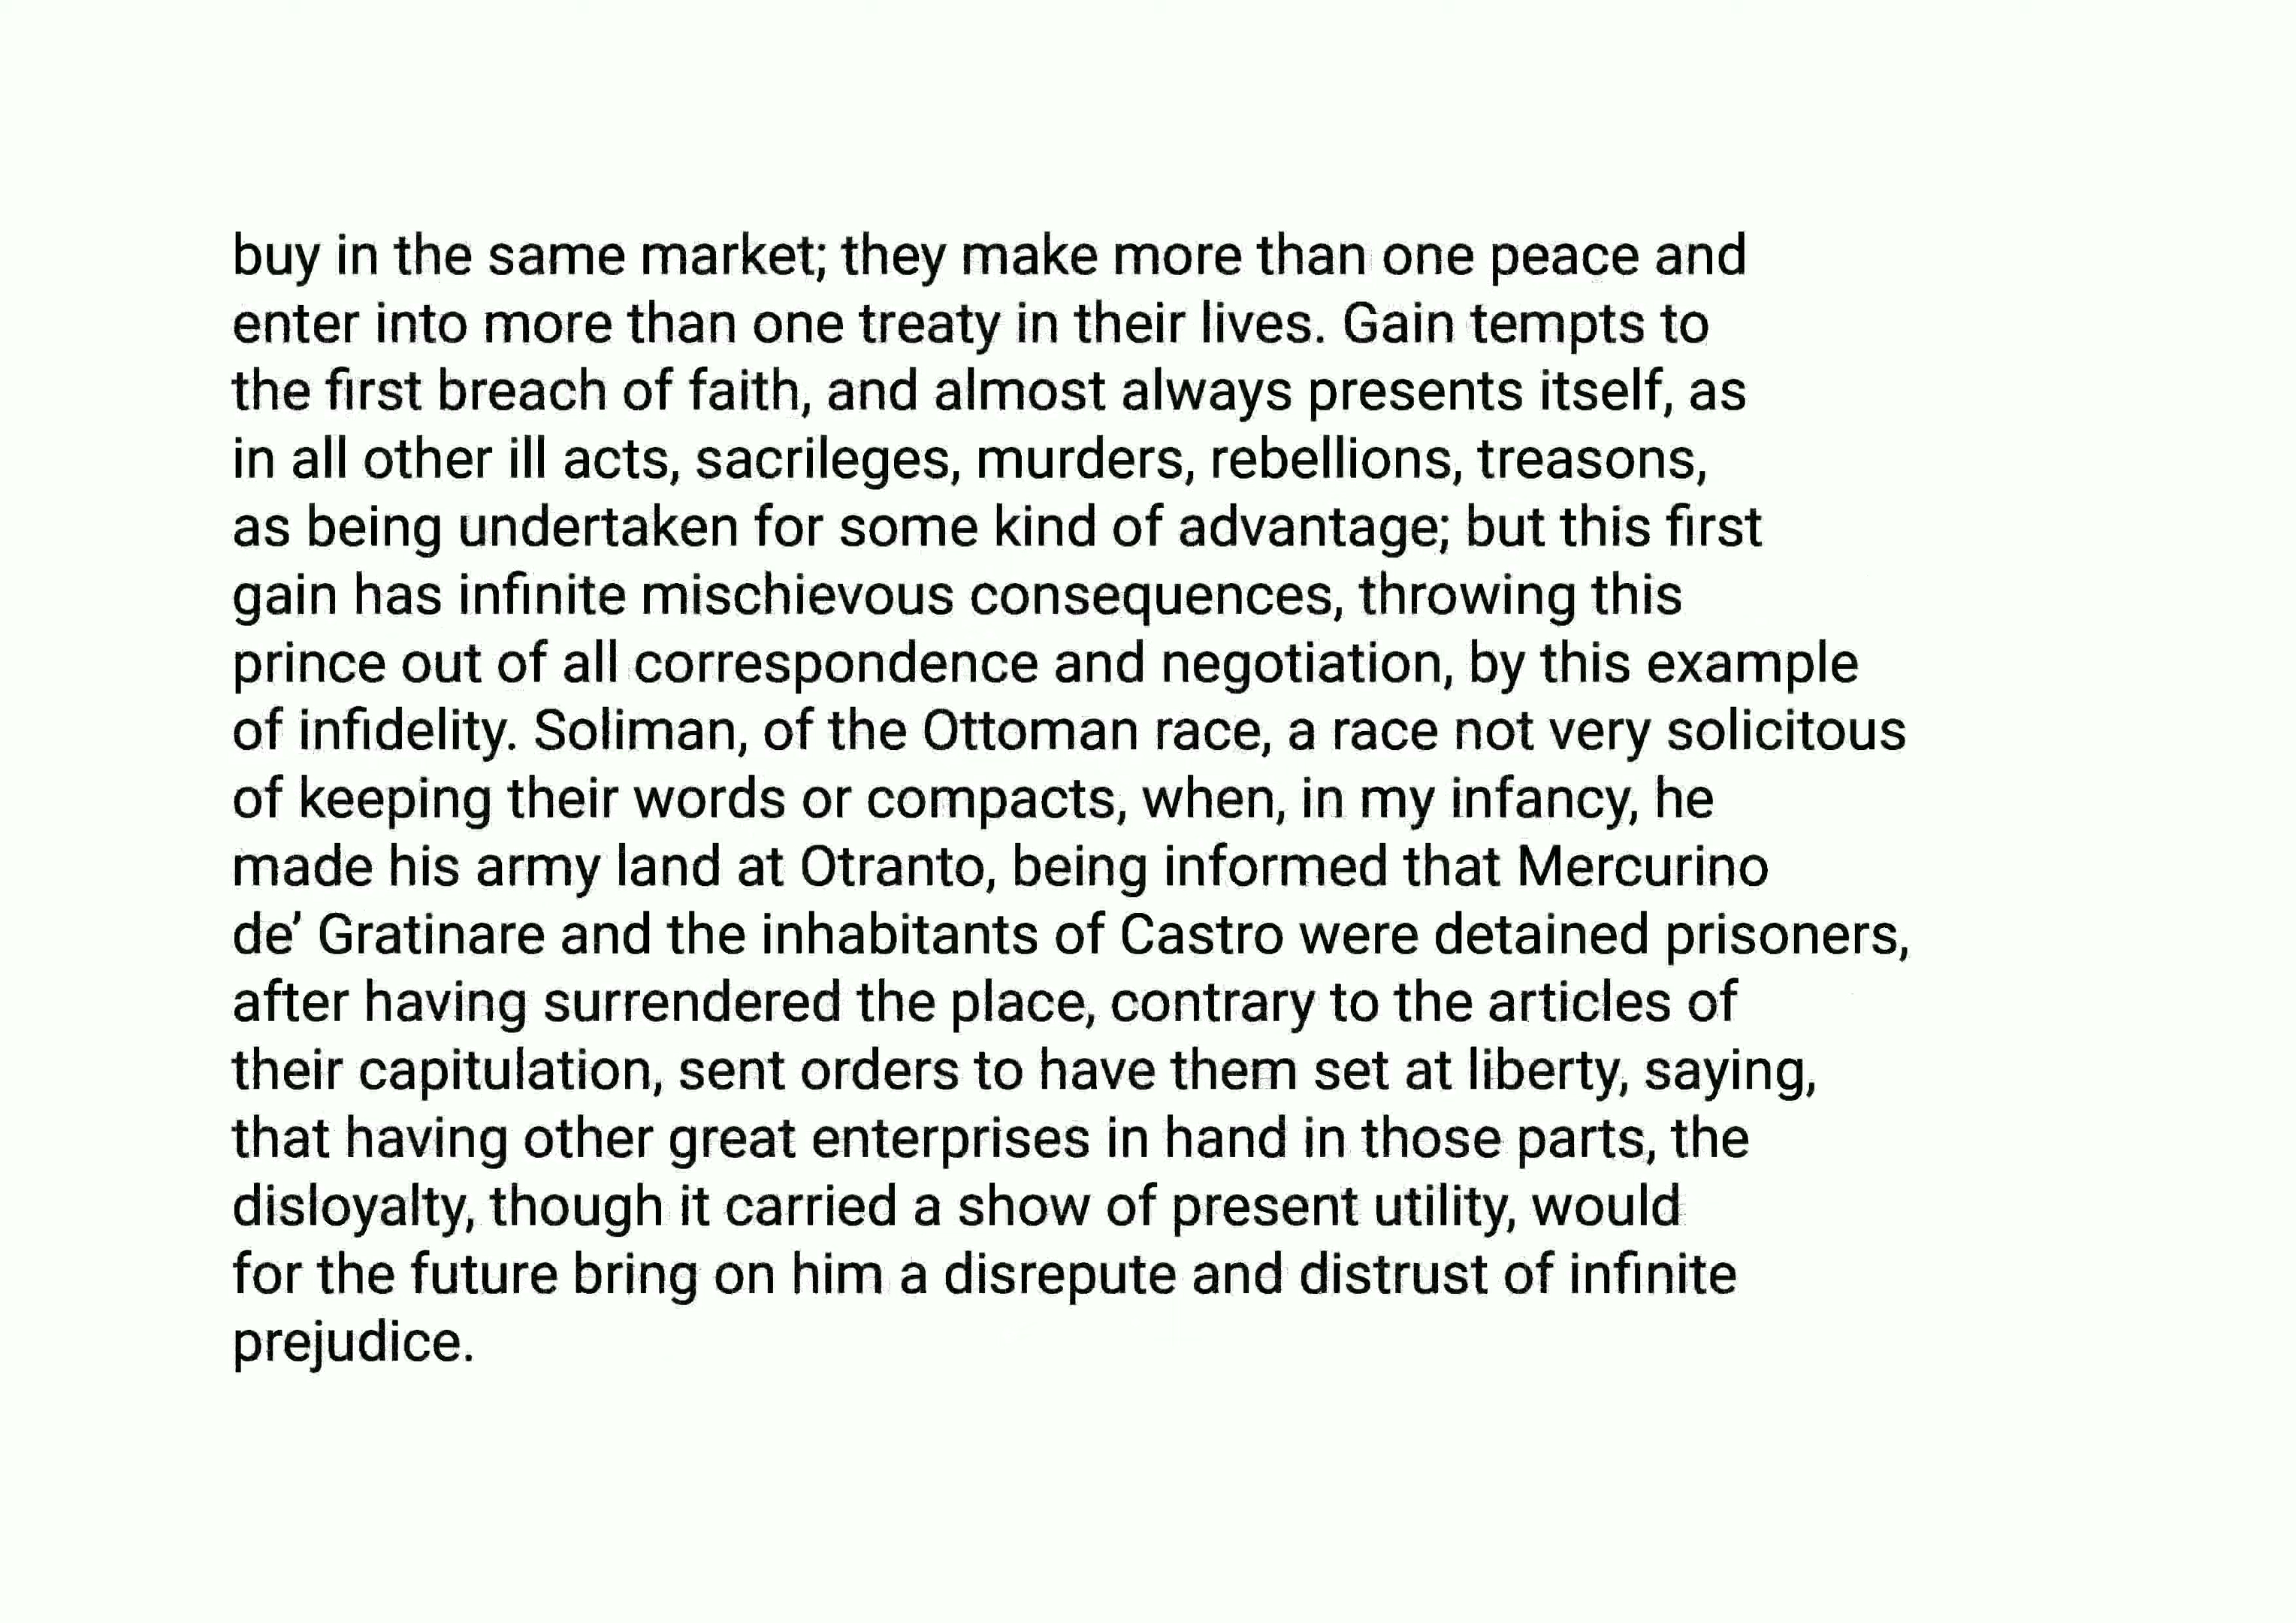 buy in the same market; they make more than one peace and
enter into more than one treaty in their lives. Gain tempts to
the first breach of faith, and almost always presents itself, as
in all other ill acts, sacrileges, murders, rebellions, treasons,
as being undertaken for some kind of advantage; but this first
gain has infinite mischievous consequences, throwing this
prince out of all correspondence and negotiation, by this example
of infidelity. Soliman, of the Ottoman race, a race not very solicitous
of keeping their words or compacts, when, in my infancy, he
made his army land at Otranto, being informed that Mercurino
de’ Gratinare and the inhabitants of Castro were detained prisoners,
after having surrendered the place, contrary to the articles of
their capitulation, sent orders to have them set at liberty, saying,
that having other great enterprises in hand in those parts, the
disloyalty, though it carried a show of present utility, would
for the future bring on him a disrepute and distrust of infinite
prejudice.